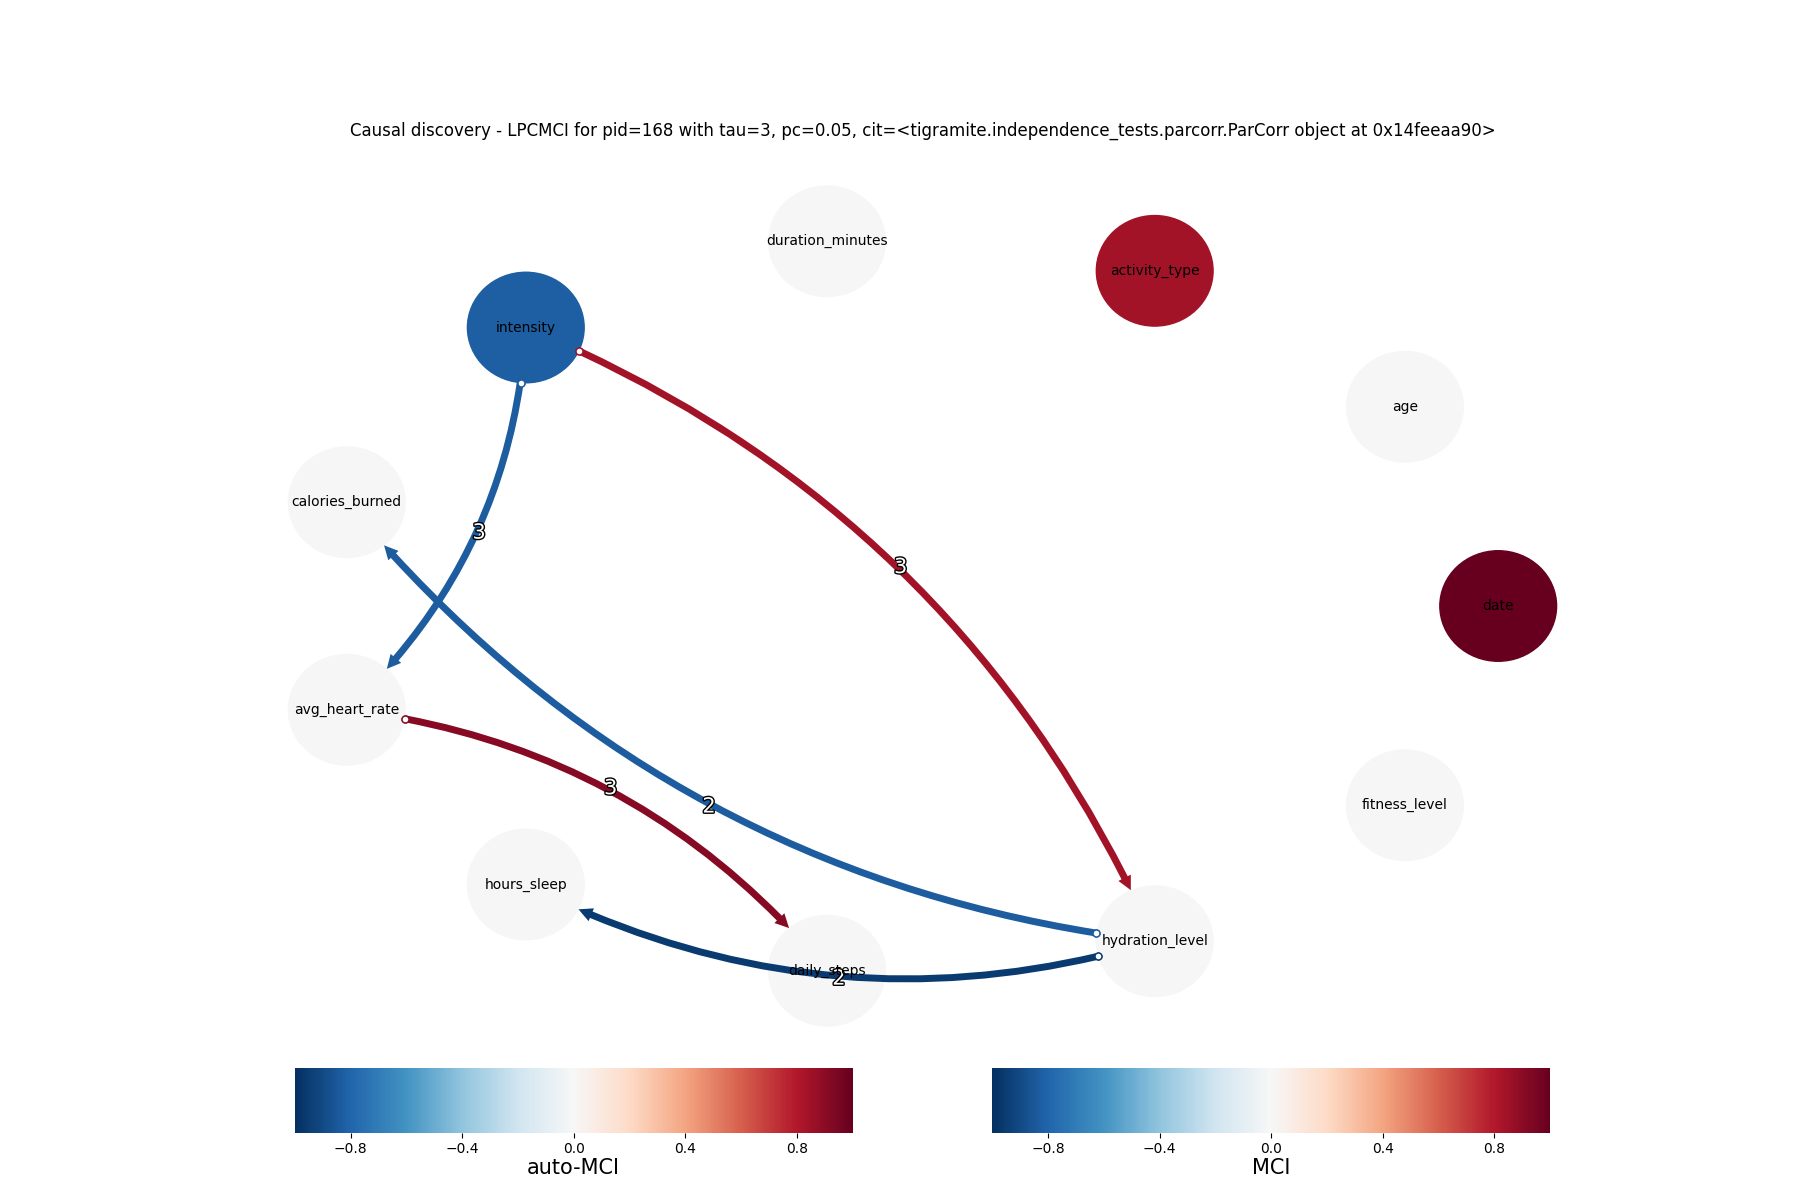 Causal discovery - LPCMCI for pid=168 with tau=3, pc=0.05, cit=<tigramite.independence_tests.parcorr.ParCorr object at 0x14feeaa90>
duration_minutes
activity_type
intensity
age
calories_burned
3
3
date
avg_heart_rate
3
2
fitness_level
hours_sleep
hydration_level
daily_steps
2
−0.8 −0.4 0.0 0.4 0.8
auto-MCI
−0.8 −0.4 0.0 0.4 0.8
MCI